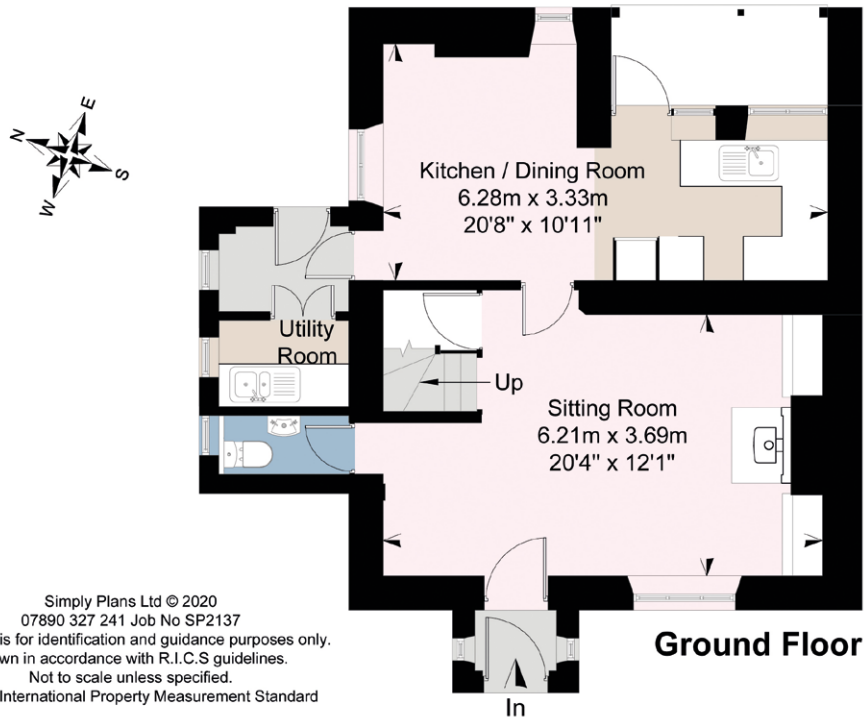 N
E
S
W
Kitchen / Dining Room
6.28m x 3.33m
20'8" x 10'11"
Utility
Room
Up
Sitting Room
6.21m x 3.69m
20'4" x 12'1"
In
Ground Floor
Simply Plans Ltd © 2020
07890 327 241 Job No SP2137
is for identification and guidance purposes only.
wn in accordance with R.I.C.S guidelines.
Not to scale unless specified.
International Property Measurement Standard